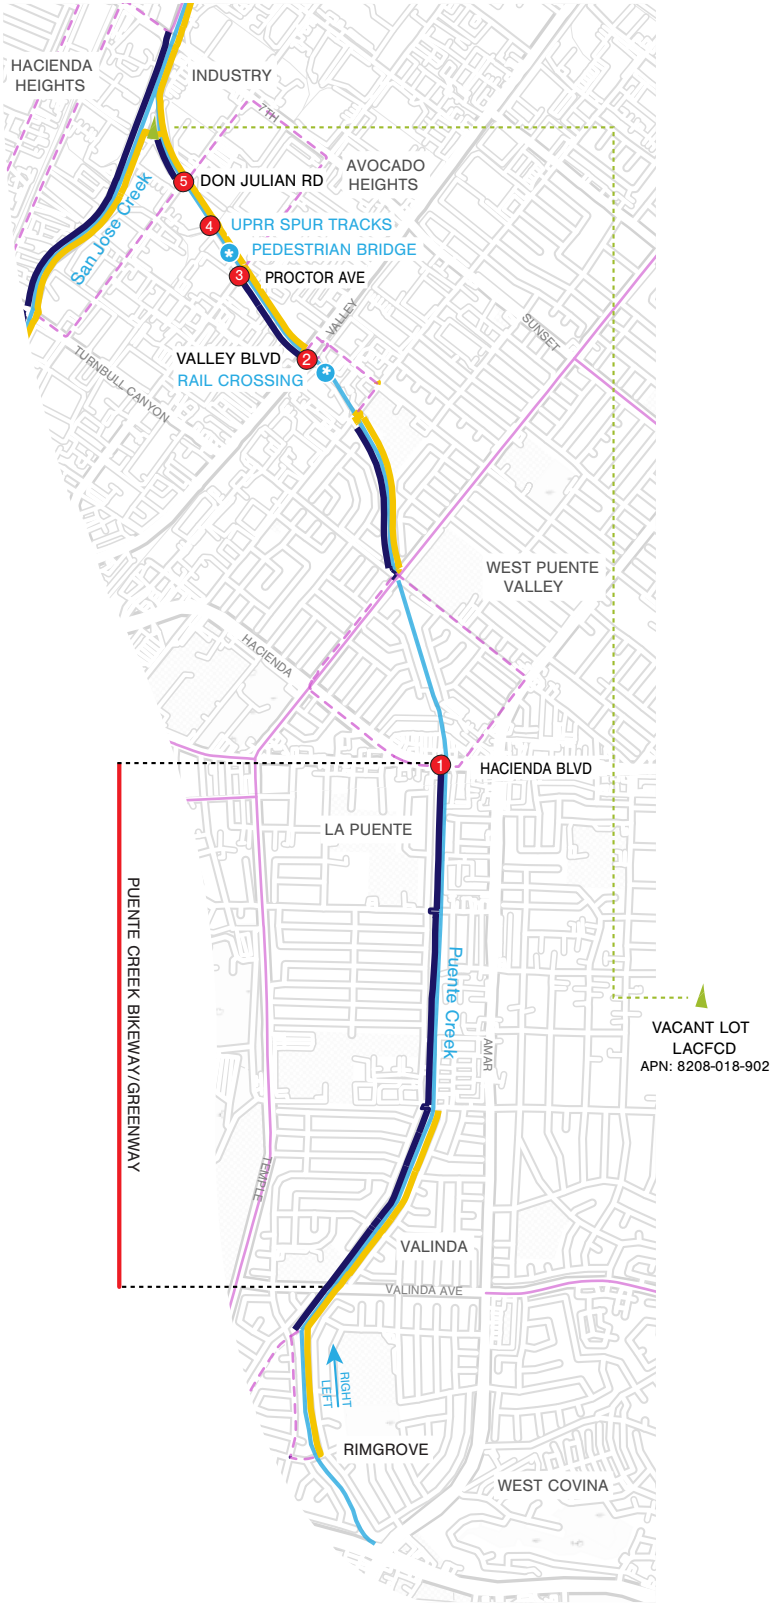 HACIENDA
HEIGHTS
INDUSTRY
7TH
AVOCADO
HEIGHTS
5 DON JULIAN RD
San Jose Creek
4 UPRR SPUR TRACKS
* PEDESTRIAN BRIDGE
3 PROCTOR AVE
VALLEY
SUNSET
VALLEY BLVD 2
RAIL CROSSING *
TURNBULL CANYON
WEST PUENTE
VALLEY
HACIENDA
1 HACIENDA BLVD
LA PUENTE
PUENTE CREEK BIKEWAY/GREENWAY
Puente Creek
AMAR
VACANT LOT
LACFCD
APN: 8208-018-902
TEMPLE
VALINDA
VALINDA AVE
RIGHT
LEFT
RIMGROVE
WEST COVINA